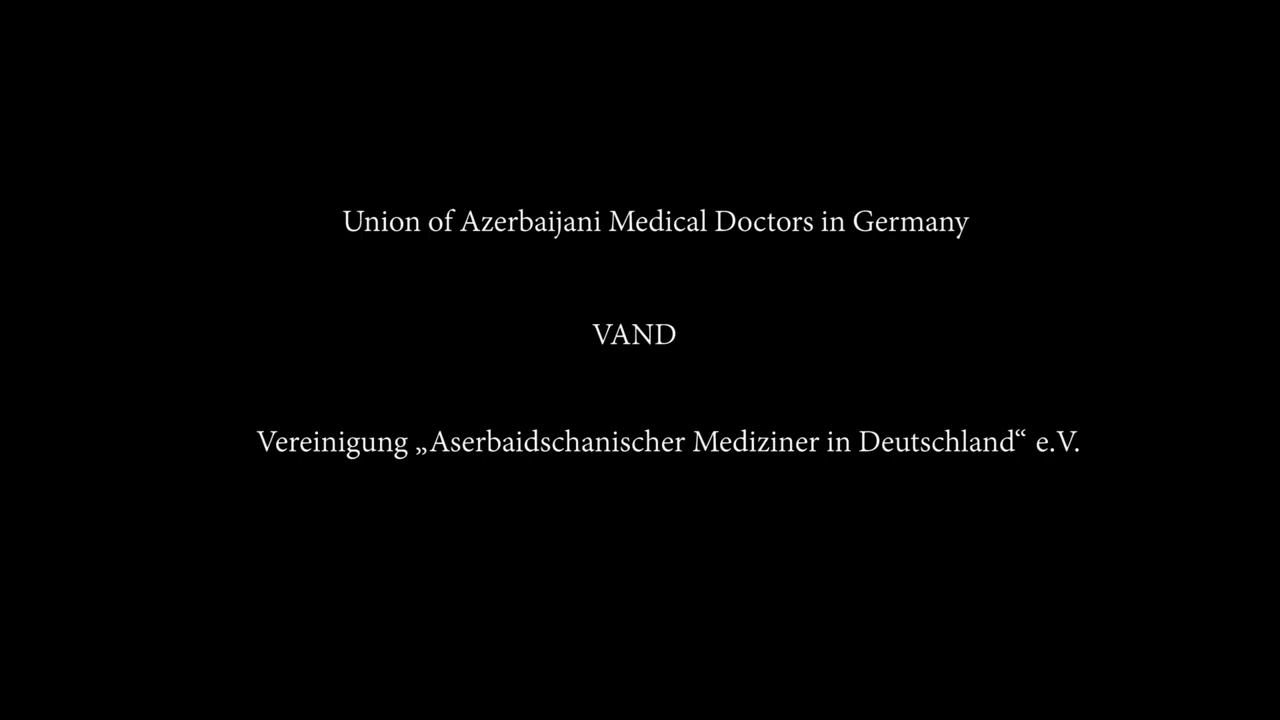 Union of Azerbaijani Medical Doctors in Germany
VAND
Vereinigung „Aserbaidschanischer Mediziner in Deutschland“ e.V.